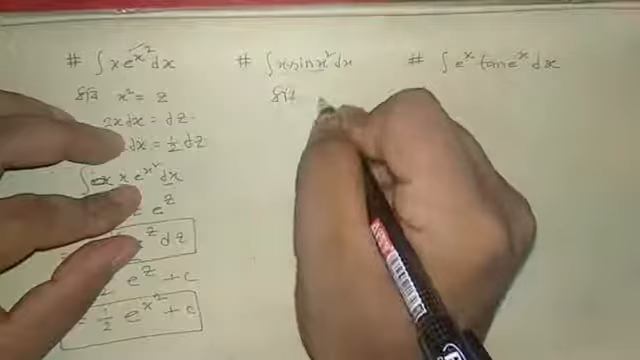 # ∫ x e^{x²} dx
ধরি x² = z
2x dx = dz
dx = 1/2 dz
x e^{x²} dx
e^z
e^z dz
e^z + c
= 1/2 e^{x²} + c
# ∫ x sin x² dx
ধরি
# ∫ e^x tan e^x dx